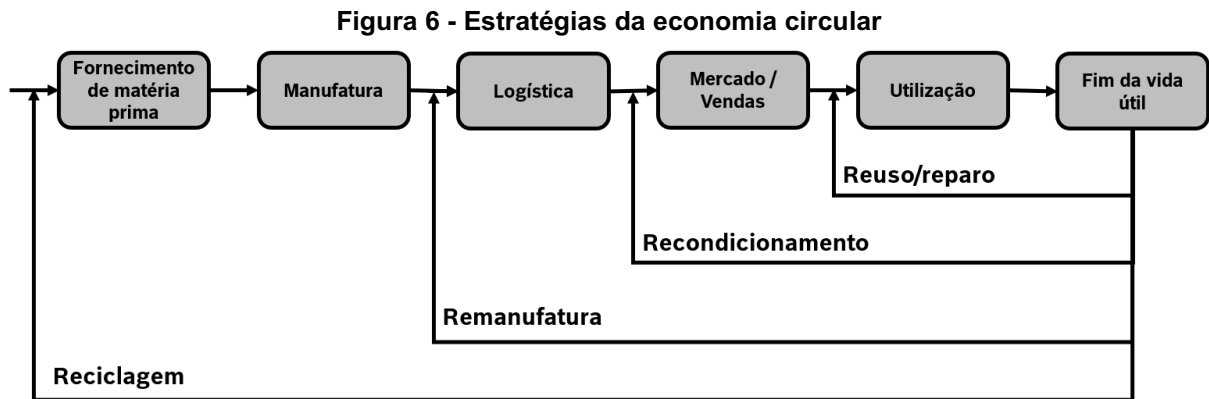 Figura 6 - Estratégias da economia circular
Fornecimento
de matéria
prima
Manufatura
Logística
Mercado /
Vendas
Utilização
Fim da vida
útil
Reuso/reparo
Recondicionamento
Remanufatura
Reciclagem